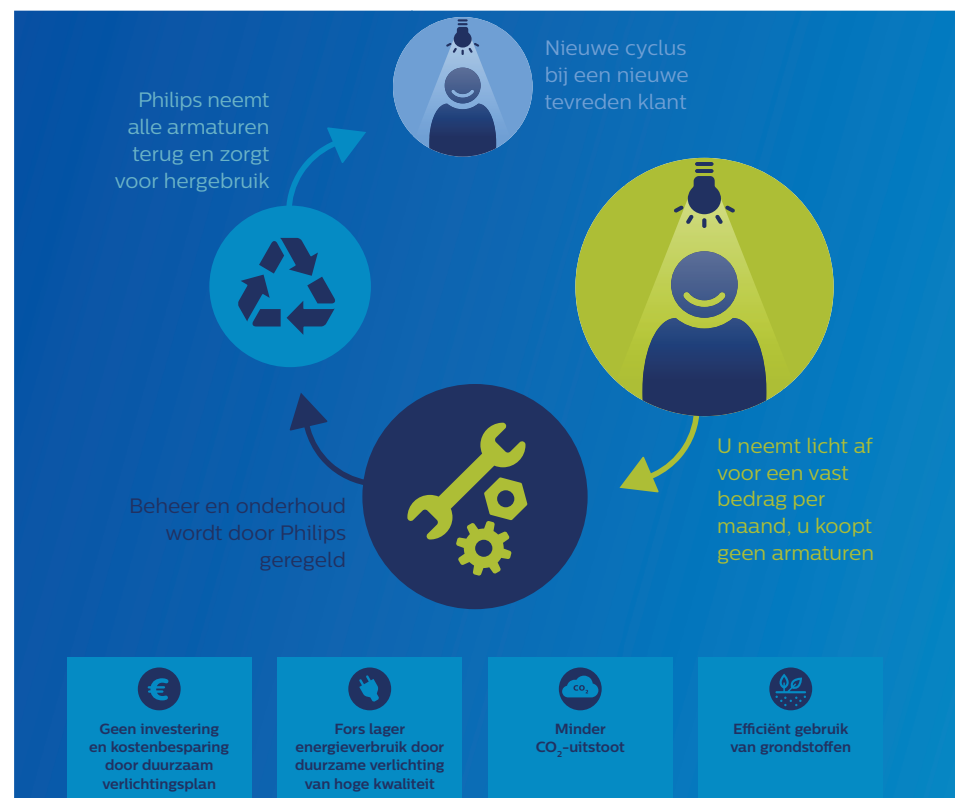 Nieuwe cyclus
bij een nieuwe
tevreden klant
Philips neemt
alle armaturen
terug en zorgt
voor hergebruik
U neemt licht af
voor een vast
bedrag per
maand, u koopt
geen armaturen
Beheer en onderhoud
wordt door Philips
geregeld
€
Geen investering
en kostenbesparing
door duurzaam
verlichtingsplan
Fors lager
energieverbruik door
duurzame verlichting
van hoge kwaliteit
CO₂
Minder
CO₂-uitstoot
Efficiënt gebruik
van grondstoffen